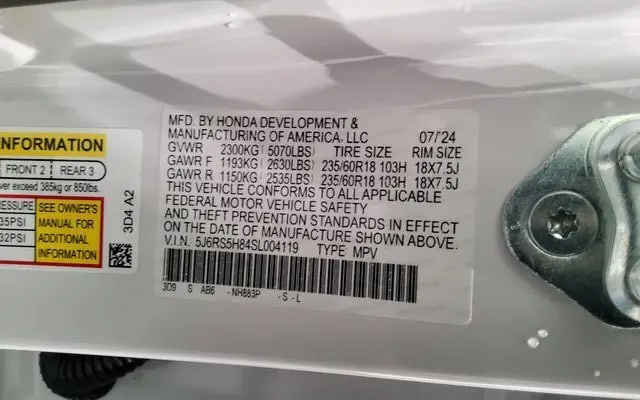 MFD. BY HONDA DEVELOPMENT &
MANUFACTURING OF AMERICA, LLC 07/24
GVWR 2300KG( 5070LBS) TIRE SIZE RIM SIZE
GAWR F 1193KG( 2630LBS) 235/60R18 103H 18X7.5J
GAWR R 1150KG( 2535LBS) 235/60R18 103H 18X7.5J
THIS VEHICLE CONFORMS TO ALL APPLICABLE
FEDERAL MOTOR VEHICLE SAFETY
AND THEFT PREVENTION STANDARDS IN EFFECT
ON THE DATE OF MANUFACTURE SHOWN ABOVE.
V.I.N. 5J6RS5H84SL004119 TYPE MPV
3D9 S AB6 -NH883P -S-L
INFORMATION
FRONT 2 REAR 3
ver exceed 385kg or 850lbs.
PRESSURE
35PSI
32PSI
SEE OWNER'S
MANUAL FOR
ADDITIONAL
INFORMATION
3D4 A2